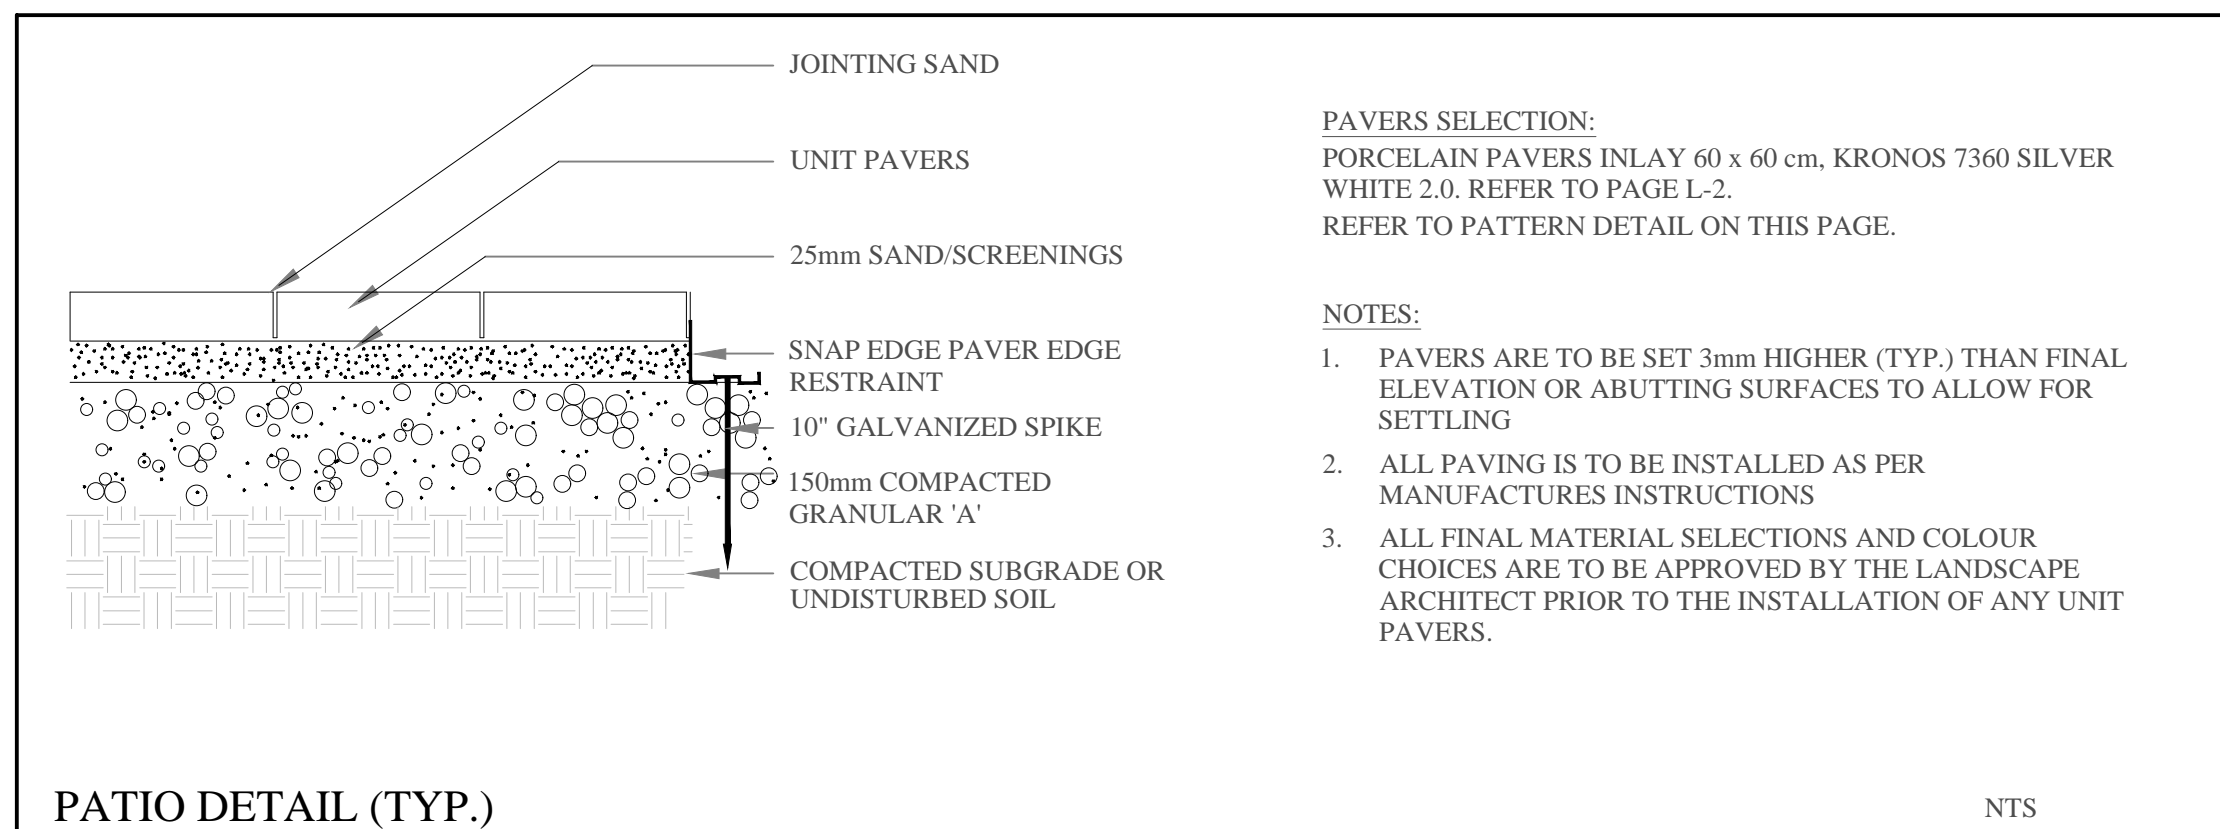 JOINTING SAND
UNIT PAVERS
25mm SAND/SCREENINGS
SNAP EDGE PAVER EDGE
RESTRAINT
10" GALVANIZED SPIKE
150mm COMPACTED
GRANULAR 'A'
COMPACTED SUBGRADE OR
UNDISTURBED SOIL
PAVERS SELECTION:
PORCELAIN PAVERS INLAY 60 x 60 cm, KRONOS 7360 SILVER
WHITE 2.0. REFER TO PAGE L-2.
REFER TO PATTERN DETAIL ON THIS PAGE.
NOTES:
1. PAVERS ARE TO BE SET 3mm HIGHER (TYP.) THAN FINAL
ELEVATION OR ABUTTING SURFACES TO ALLOW FOR
SETTLING
2. ALL PAVING IS TO BE INSTALLED AS PER
MANUFACTURES INSTRUCTIONS
3. ALL FINAL MATERIAL SELECTIONS AND COLOUR
CHOICES ARE TO BE APPROVED BY THE LANDSCAPE
ARCHITECT PRIOR TO THE INSTALLATION OF ANY UNIT
PAVERS.
PATIO DETAIL (TYP.)
NTS